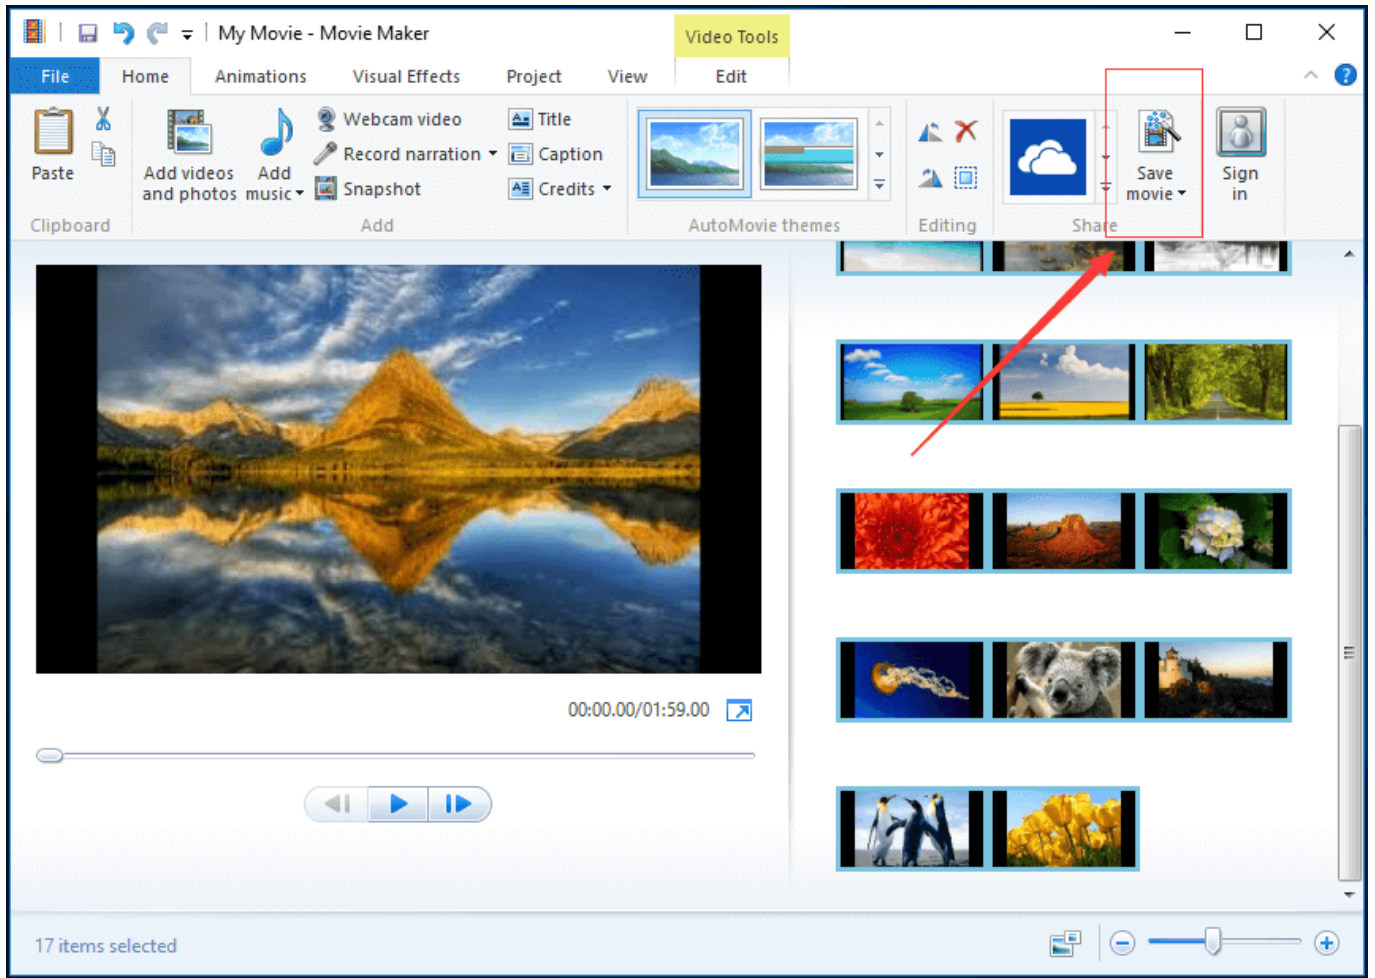 My Movie - Movie Maker
Video Tools
File
Home
Animations
Visual Effects
Project
View
Edit
?
Paste
Add videos
and photos
Add
music
Webcam video
Record narration
Snapshot
Title
Caption
Credits
Save
movie
Sign
in
Clipboard
Add
AutoMovie themes
Editing
Share
00:00.00/01:59.00
17 items selected